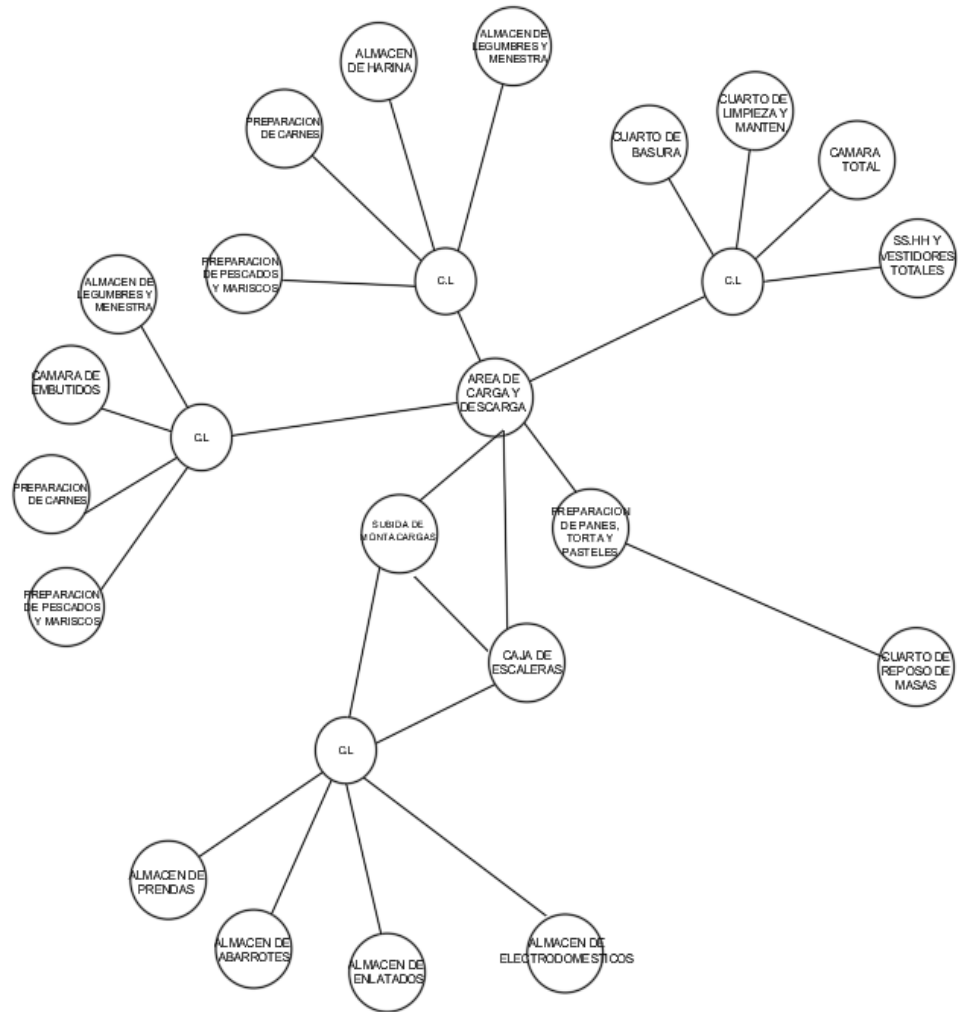 ALMACEN DE
LEGUMBRES Y
MENESTRA
ALMACEN
DE HARINA
PREPARACION
DE CARNES
PREPARACION
DE PESCADOS
Y MARISCOS
C.L
CUARTO DE
LIMPIEZA Y
MANTEN.
CUARTO DE
BASURA
CAMARA
TOTAL
SS.HH Y
VESTIDORES
TOTALES
C.L
ALMACEN DE
LEGUMBRES Y
MENESTRA
CAMARA DE
EMBUTIDOS
PREPARACION
DE CARNES
PREPARACION
DE PESCADOS
Y MARISCOS
C.L
AREA DE
CARGA Y
DESCARGA
SUBIDA DE
MONTACARGAS
PREPARACION
DE PANES,
TORTA Y
PASTELES
CAJA DE
ESCALERAS
CUARTO DE
REPOSO DE
MASAS
C.L
ALMACEN DE
PRENDAS
ALMACEN DE
ABARROTES
ALMACEN DE
ENLATADOS
ALMACEN DE
ELECTRODOMESTICOS